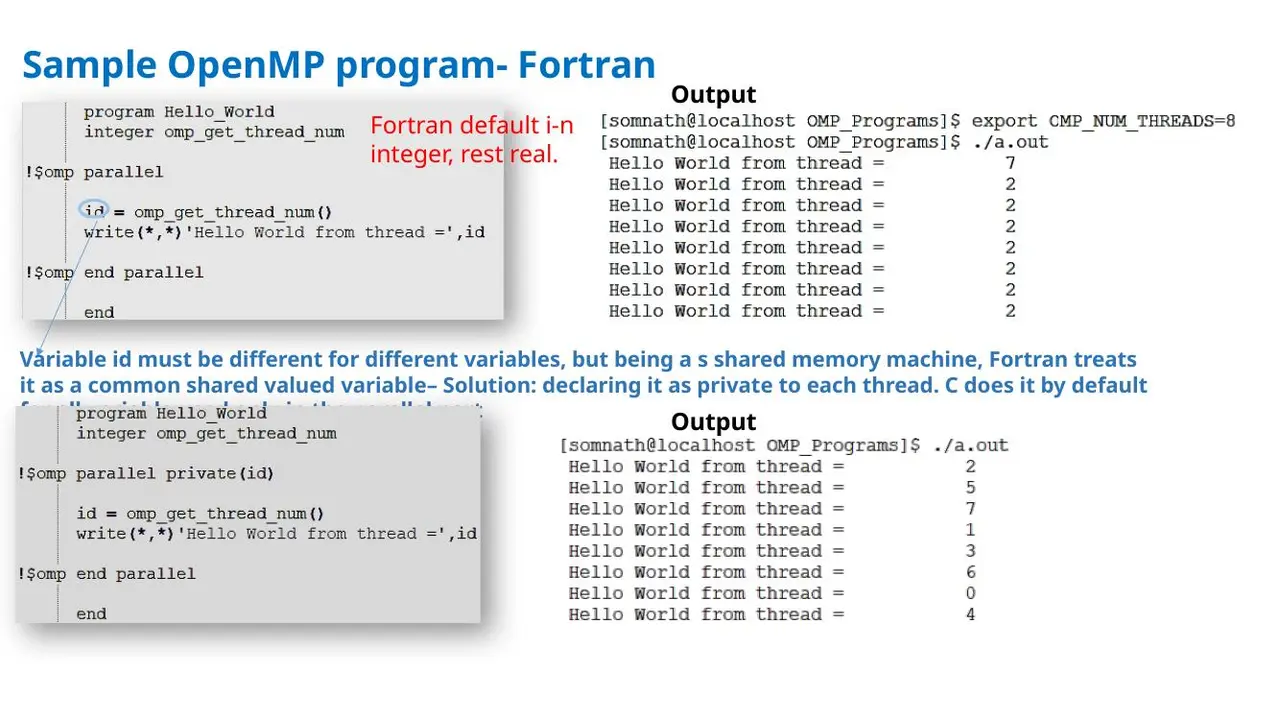 Sample OpenMP program- Fortran
Output
program Hello_World
integer omp_get_thread_num
!$omp parallel
id = omp_get_thread_num()
write(*,*)'Hello World from thread =',id
!$omp end parallel
end
Fortran default i-n
integer, rest real.
[somnath@localhost OMP_Programs]$ export OMP_NUM_THREADS=8
[somnath@localhost OMP_Programs]$ ./a.out
Hello World from thread = 7
Hello World from thread = 2
Hello World from thread = 2
Hello World from thread = 2
Hello World from thread = 2
Hello World from thread = 2
Hello World from thread = 2
Hello World from thread = 2
Variable id must be different for different variables, but being a s shared memory machine, Fortran treats
it as a common shared valued variable– Solution: declaring it as private to each thread. C does it by default
program Hello_World
integer omp_get_thread_num
!$omp parallel private(id)
id = omp_get_thread_num()
write(*,*)'Hello World from thread =',id
!$omp end parallel
end
Output
[somnath@localhost OMP_Programs]$ ./a.out
Hello World from thread = 2
Hello World from thread = 5
Hello World from thread = 7
Hello World from thread = 1
Hello World from thread = 3
Hello World from thread = 6
Hello World from thread = 0
Hello World from thread = 4